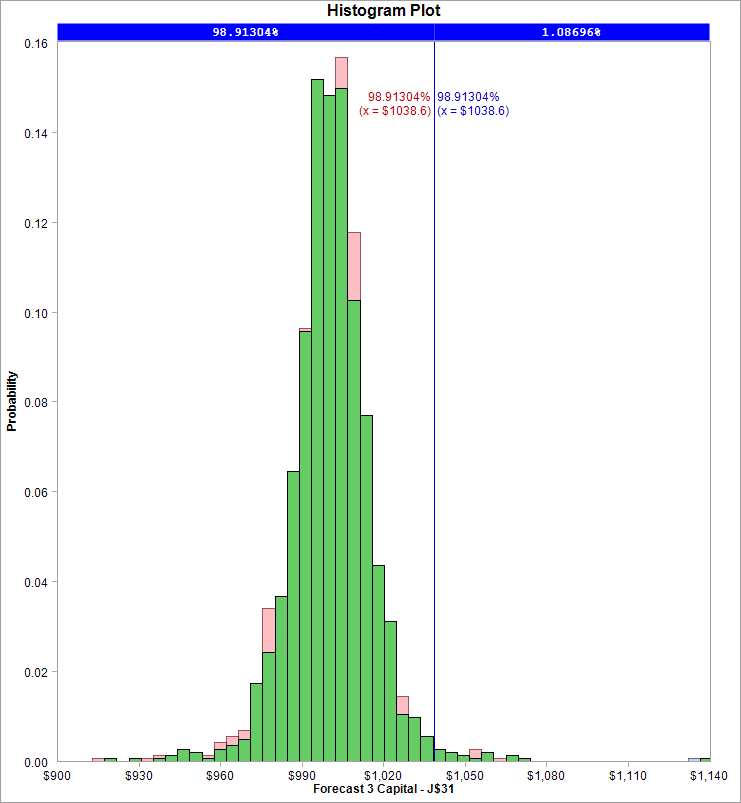 Histogram Plot
98.91304% 1.08696%
0.16
98.91304% 98.91304%
(x = $1038.6) (x = $1038.6)
0.14
0.12
0.10
0.08
Probability
0.06
0.04
0.02
0.00
$900 $930 $960 $990 $1,020 $1,050 $1,080 $1,110 $1,140
Forecast 3 Capital - J$31